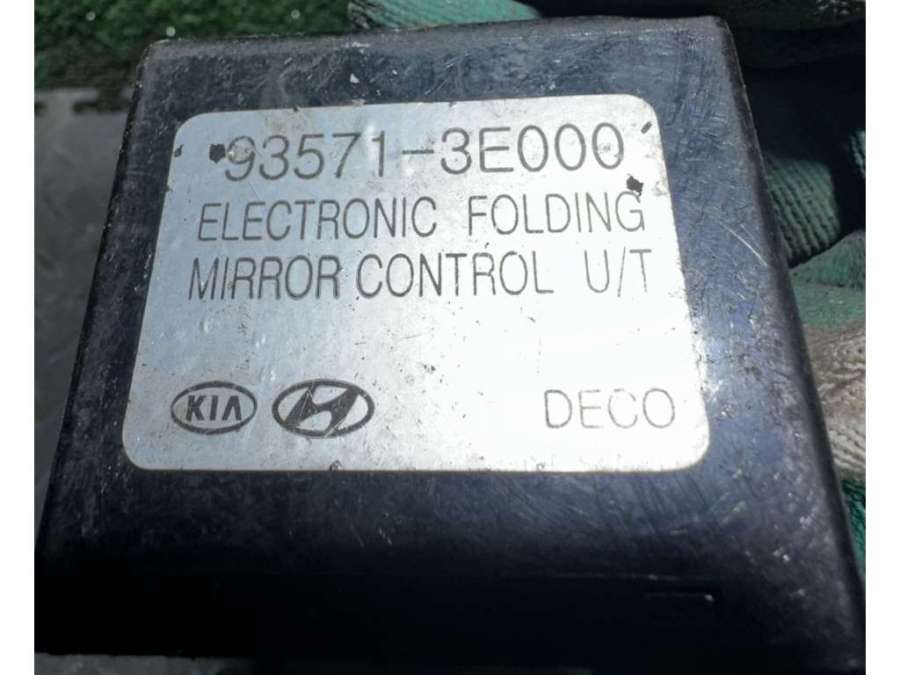 93571-3E000
ELECTRONIC FOLDING
MIRROR CONTROL U/T
KIA H DECO